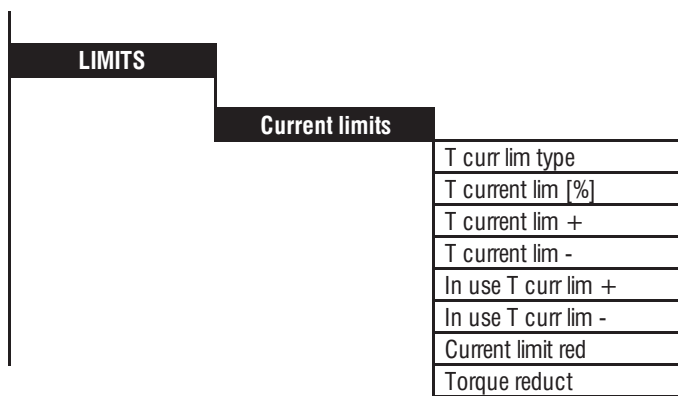 LIMITS
Current limits
T curr lim type
T current lim [%]
T current lim +
T current lim -
In use T curr lim +
In use T curr lim -
Current limit red
Torque reduct